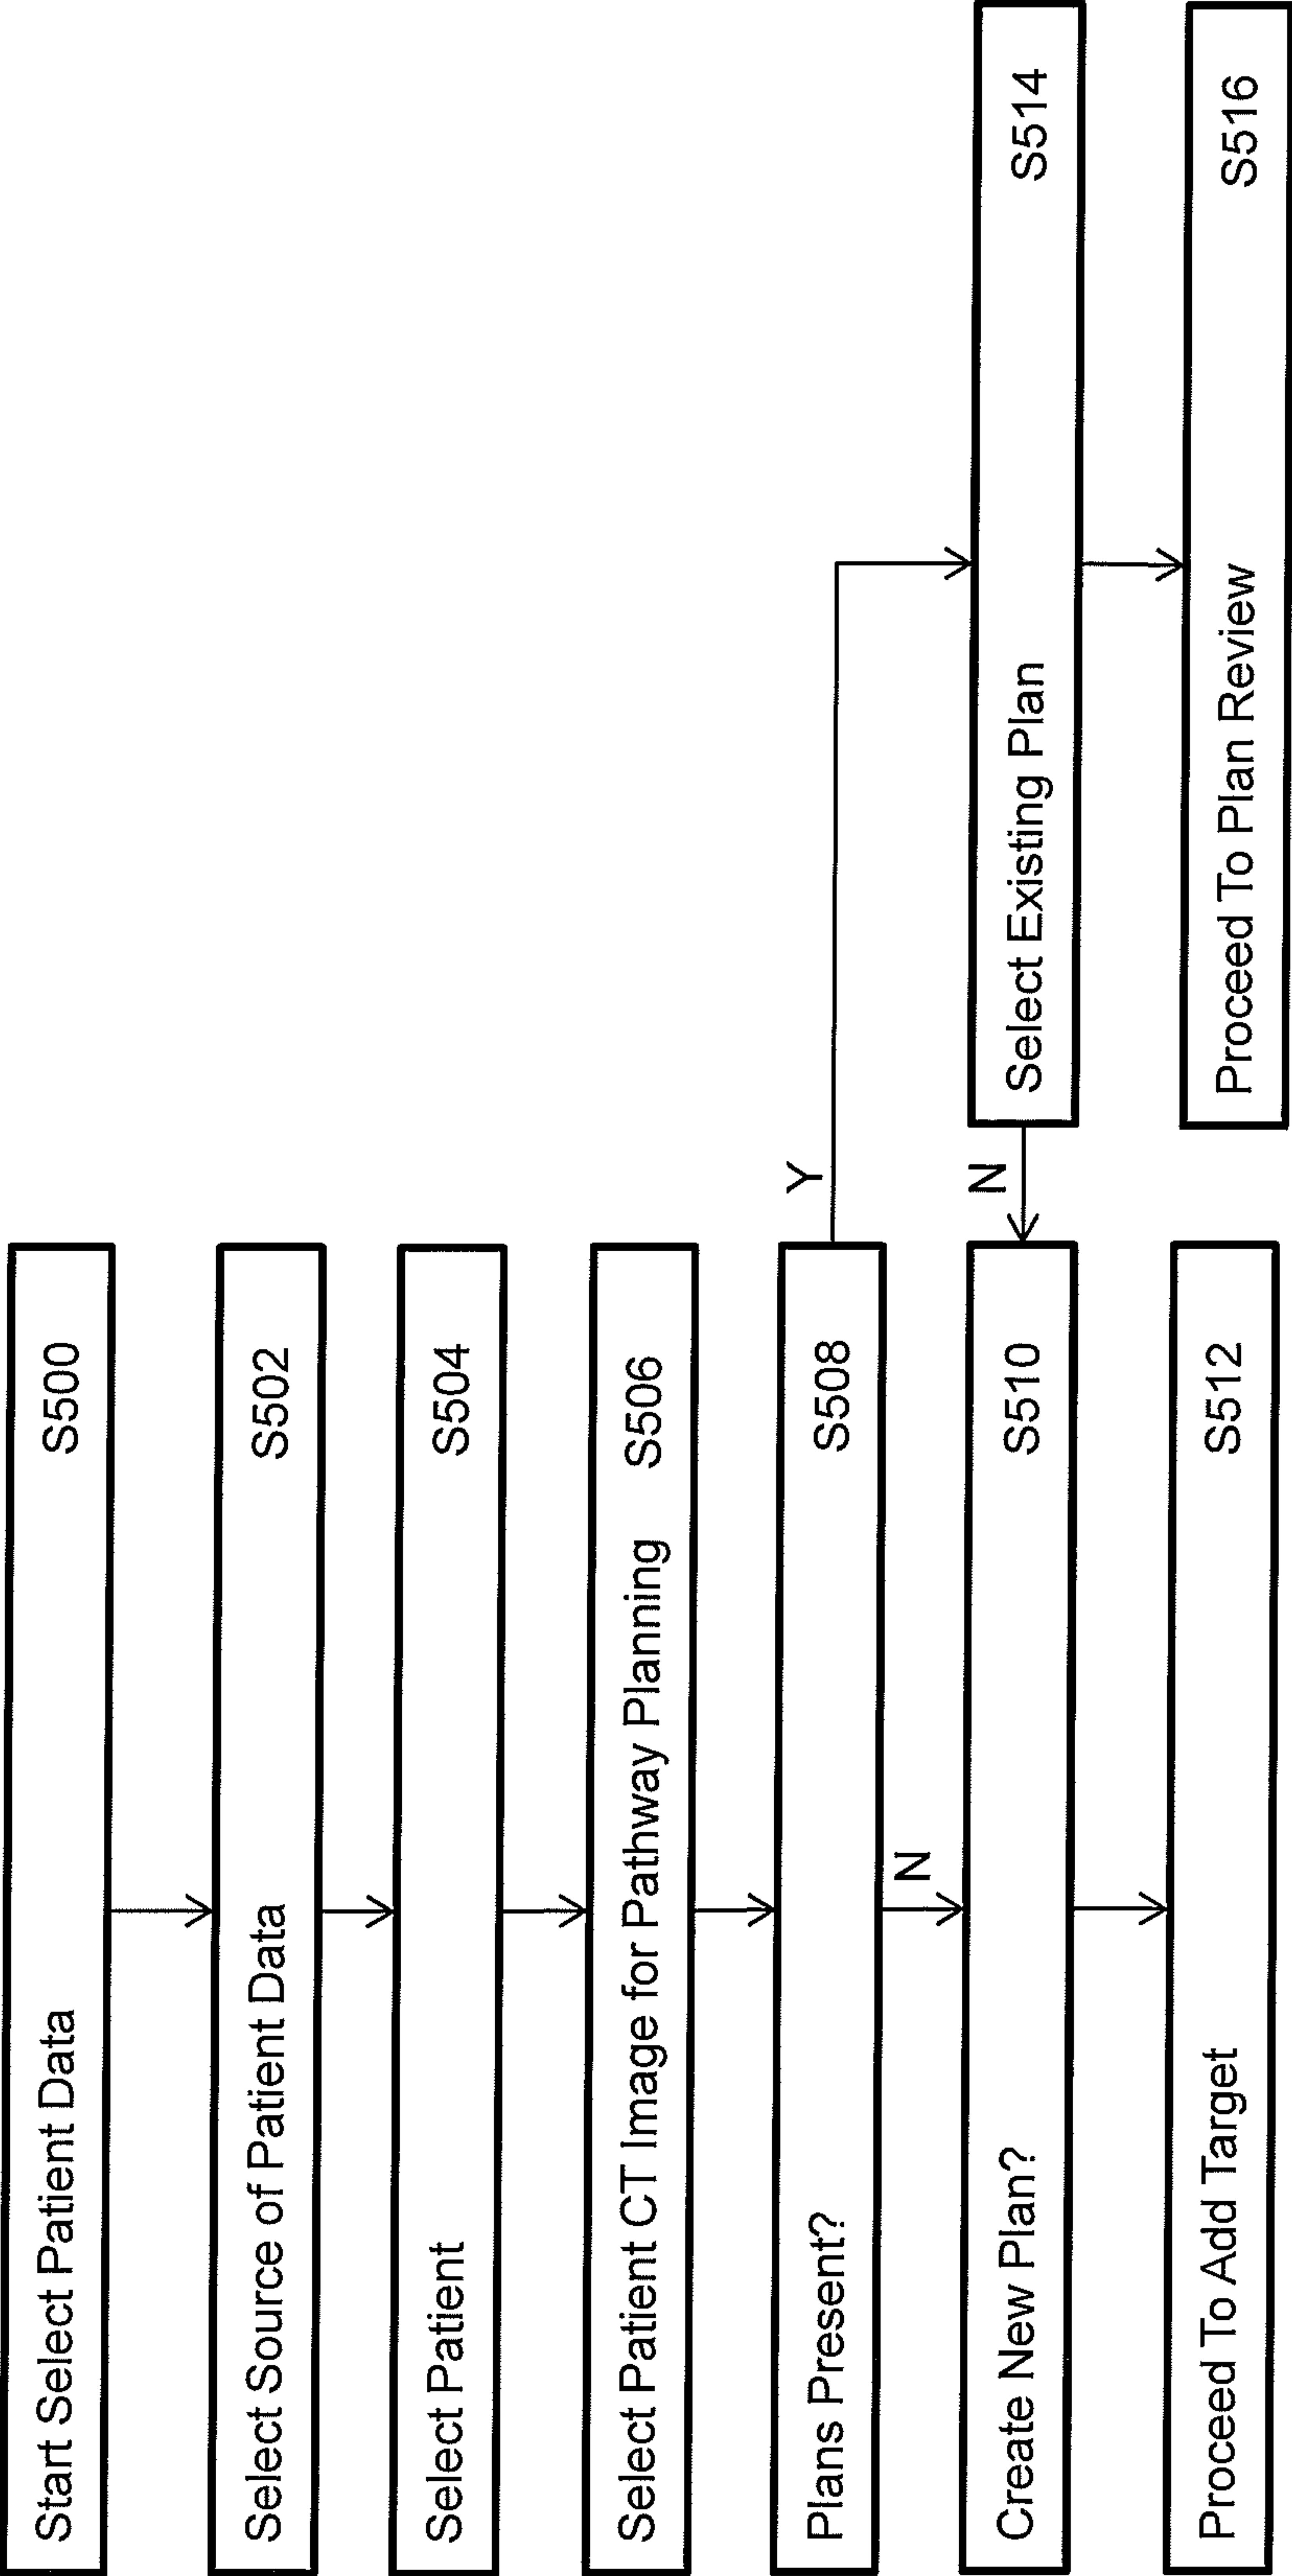 Start Select Patient Data S500
Select Source of Patient Data S502
Select Patient S504
Select Patient CT Image for Pathway Planning S506
Plans Present? S508
Y
N
Create New Plan? S510
N
Select Existing Plan S514
Proceed To Add Target S512
Proceed To Plan Review S516